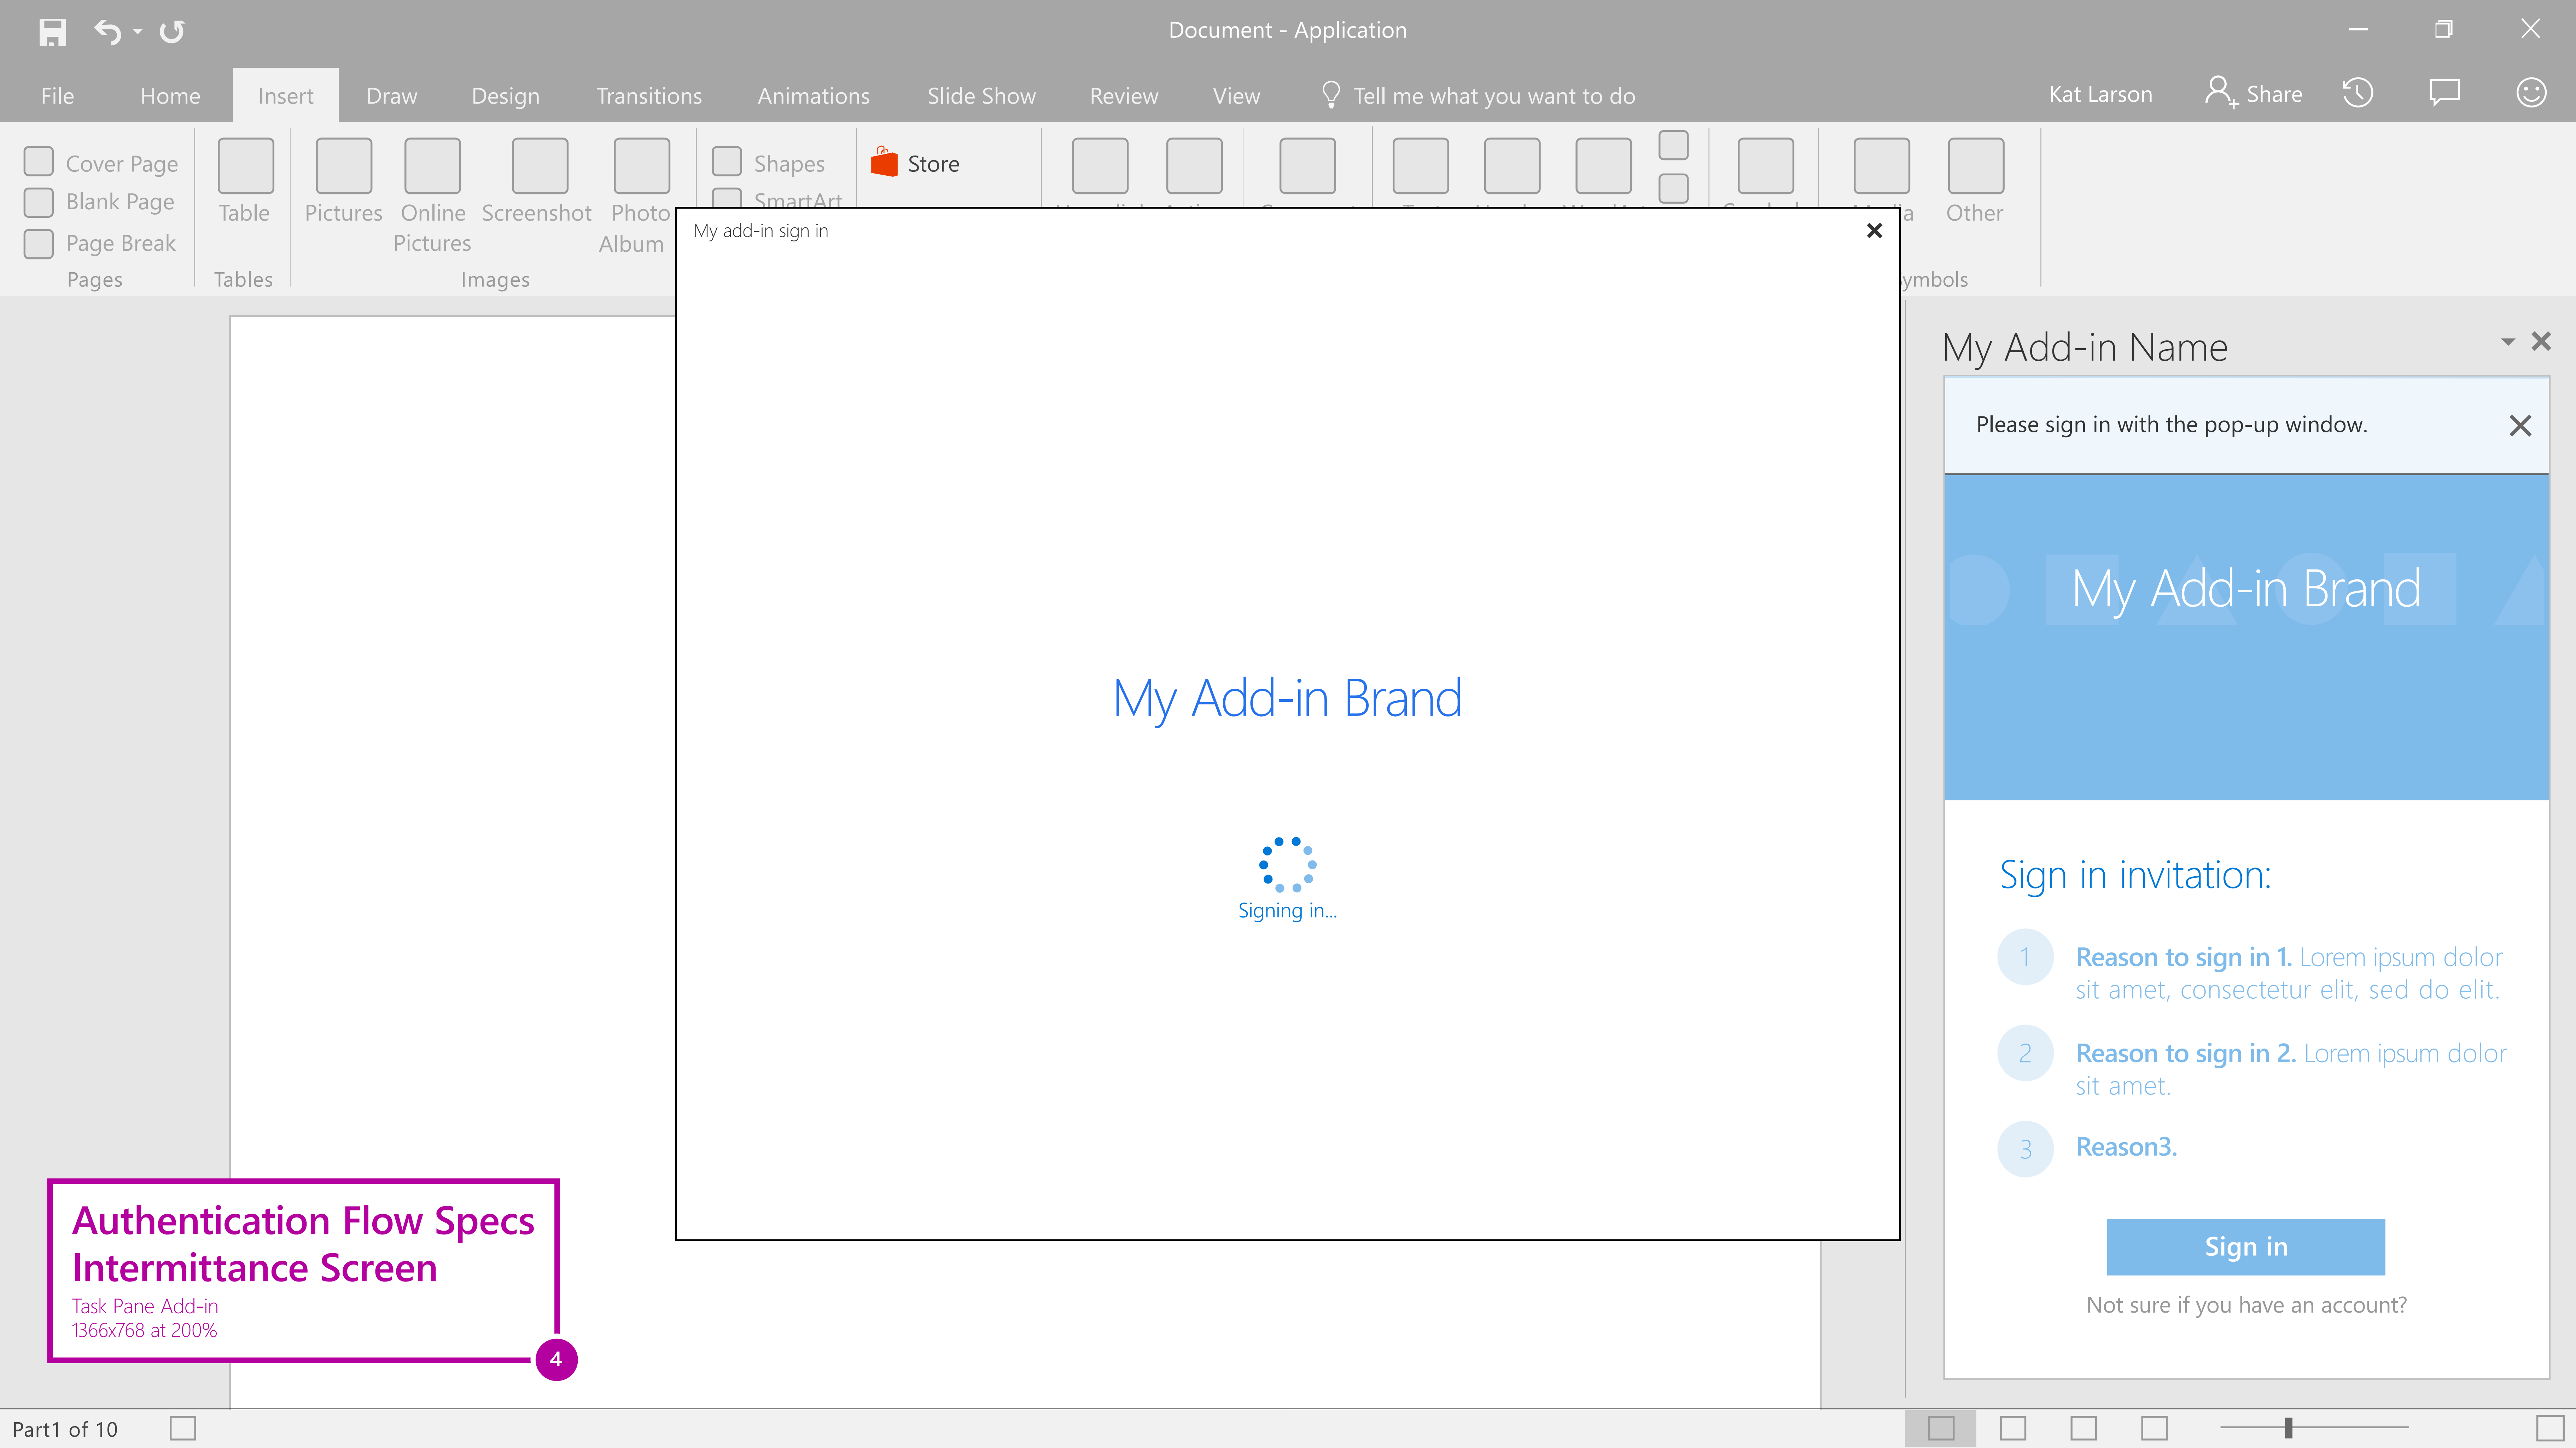 Document - Application
File Home Insert Draw Design Transitions Animations Slide Show Review View Tell me what you want to do Kat Larson Share
Cover Page
Blank Page
Page Break
Pages
Table
Tables
Pictures
Online Pictures
Screenshot
Photo Album
Images
Shapes
SmartArt
Store
Other
My add-in sign in
My Add-in Brand
Signing in...
My Add-in Name
Please sign in with the pop-up window.
My Add-in Brand
Sign in invitation:
1 Reason to sign in 1. Lorem ipsum dolor
sit amet, consectetur elit, sed do elit.
2 Reason to sign in 2. Lorem ipsum dolor
sit amet.
3 Reason3.
Sign in
Not sure if you have an account?
Authentication Flow Specs
Intermittance Screen
Task Pane Add-in
1366x768 at 200%
4
Part1 of 10